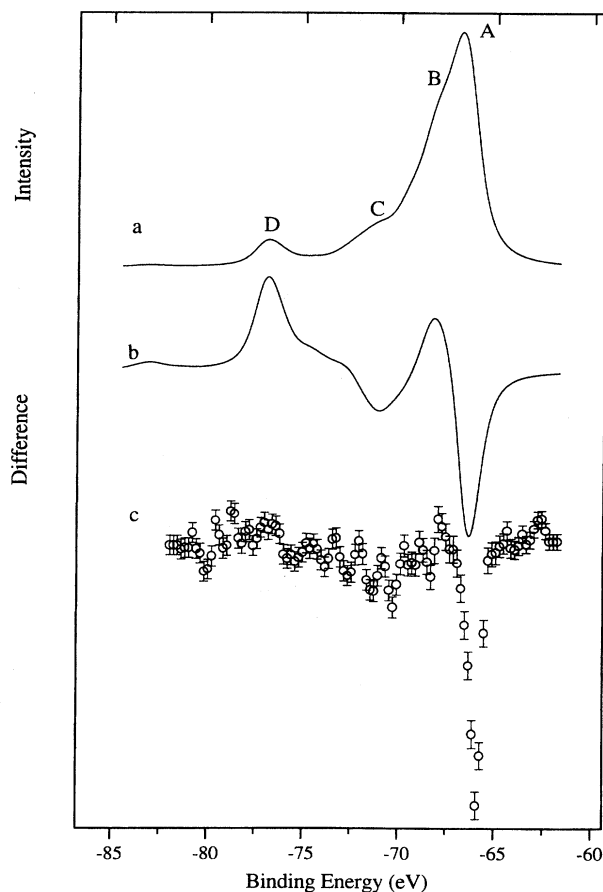 A
B
Intensity
C
D
a
b
Difference
c
-85
-80
-75
-70
-65
-60
Binding Energy (eV)